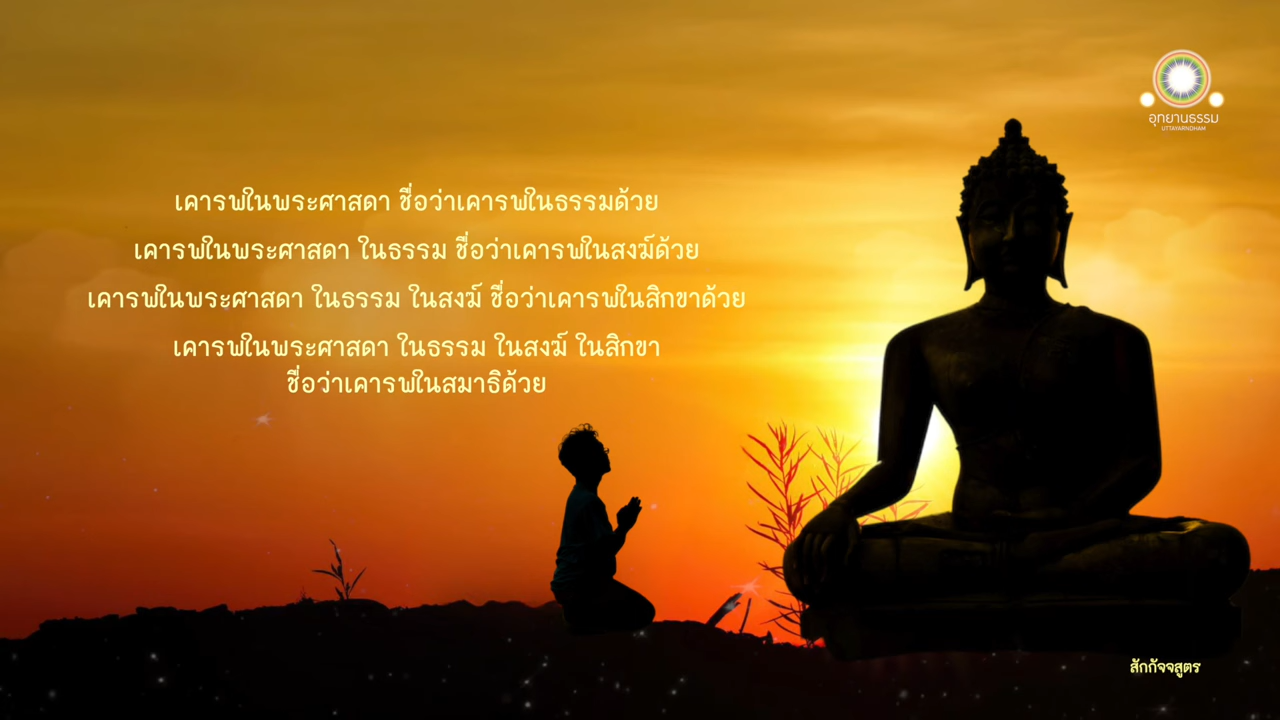 อุทยานธรรม
UTTAYARNDHAM
เคารพในพระศาสดา ชื่อว่าเคารพในธรรมด้วย
เคารพในพระศาสดา ในธรรม ชื่อว่าเคารพในสงฆ์ด้วย
เคารพในพระศาสดา ในธรรม ในสงฆ์ ชื่อว่าเคารพในสิกขาด้วย
เคารพในพระศาสดา ในธรรม ในสงฆ์ ในสิกขา
ชื่อว่าเคารพในสมาธิด้วย
สักกัจจสูตร